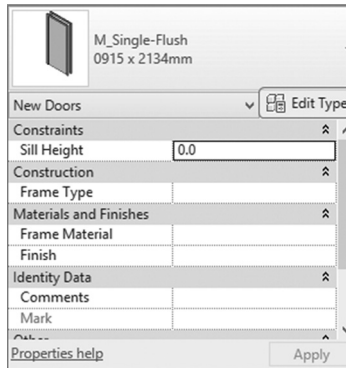 M_Single-Flush
0915 x 2134mm
New Doors
Edit Type
Constraints
Sill Height 0.0
Construction
Frame Type
Materials and Finishes
Frame Material
Finish
Identity Data
Comments
Mark
Other
Properties help Apply